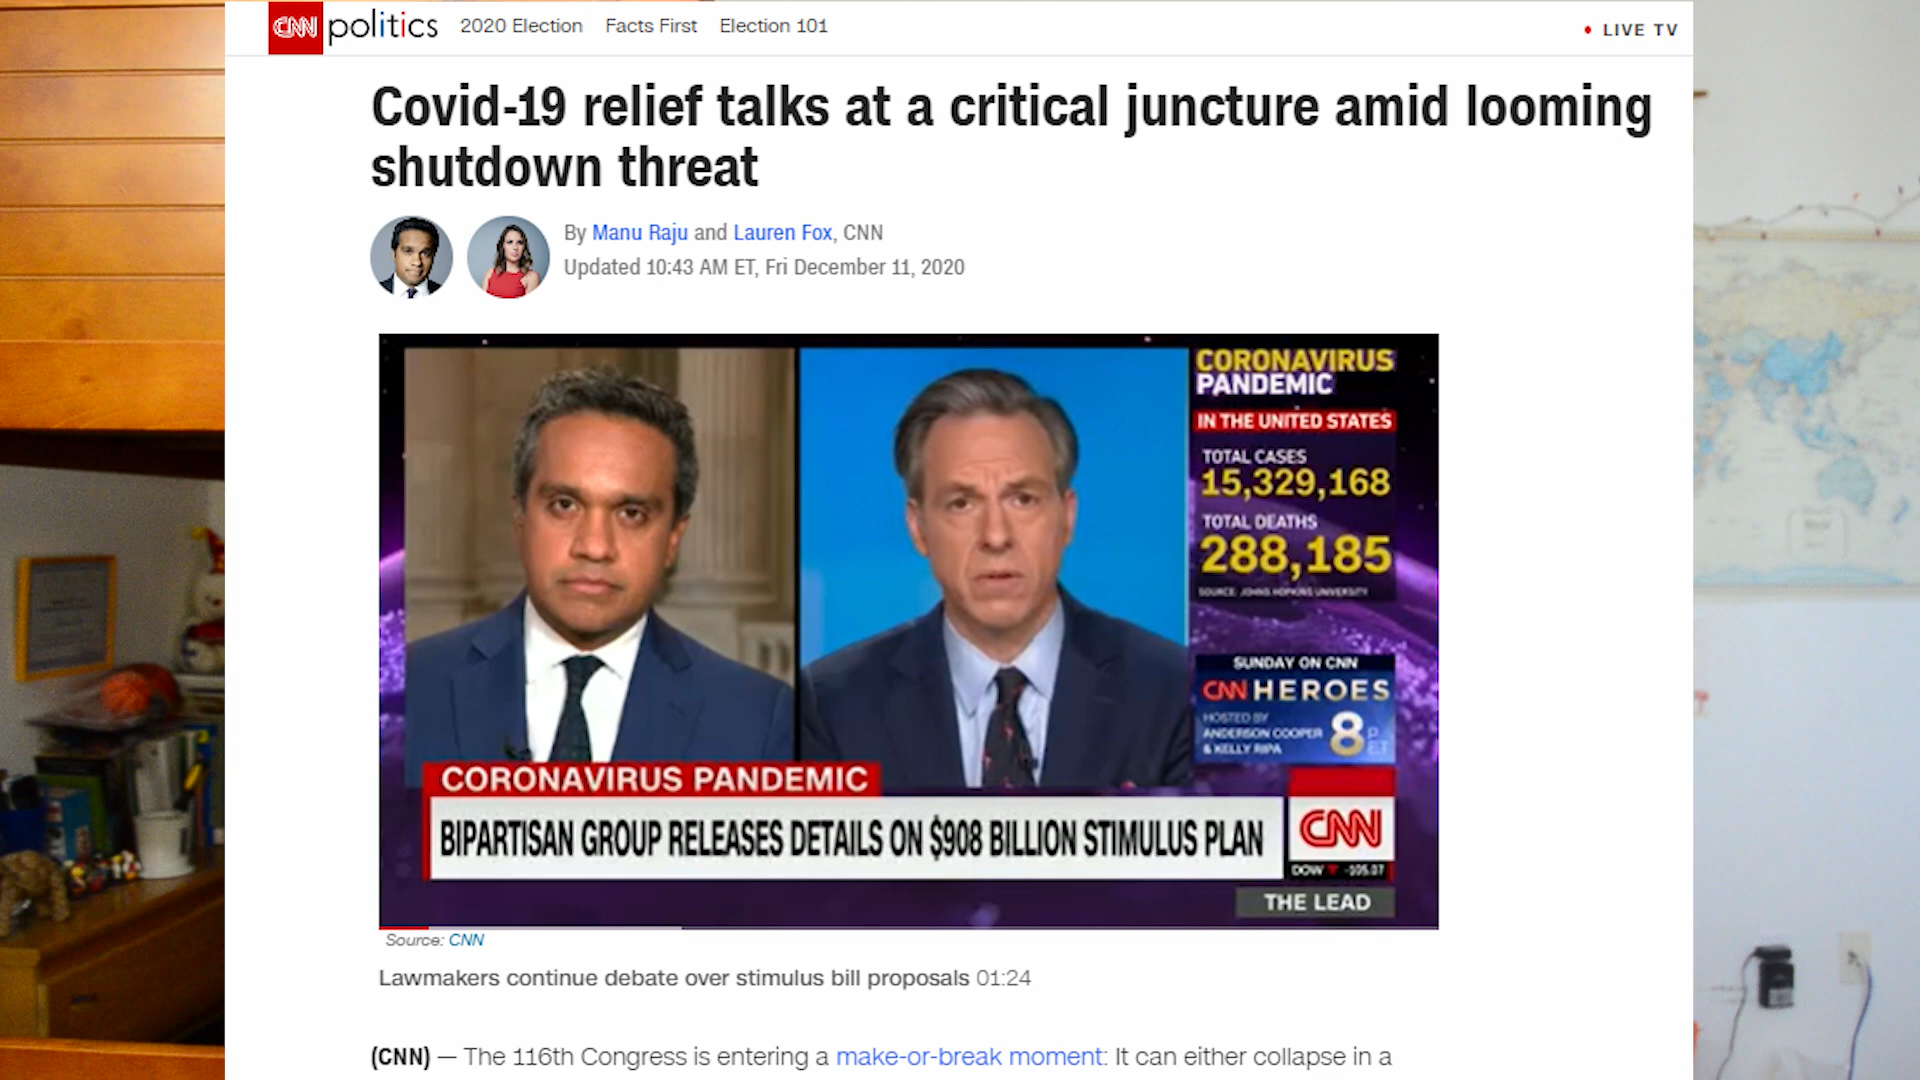 CNN politics 2020 Election Facts First Election 101
LIVE TV
Covid-19 relief talks at a critical juncture amid looming
shutdown threat
By Manu Raju and Lauren Fox, CNN
Updated 10:43 AM ET, Fri December 11, 2020
CORONAVIRUS
PANDEMIC
IN THE UNITED STATES
TOTAL CASES
15,329,168
TOTAL DEATHS
288,185
SOURCE: JOHNS HOPKINS UNIVERSITY
SUNDAY ON CNN
CNN HEROES
HOSTED BY
ANDERSON COOPER
& KELLY RIPA
8 P ET
CORONAVIRUS PANDEMIC
BIPARTISAN GROUP RELEASES DETAILS ON $908 BILLION STIMULUS PLAN
CNN
DOW -105.07
THE LEAD
Source: CNN
Lawmakers continue debate over stimulus bill proposals 01:24
(CNN) — The 116th Congress is entering a make-or-break moment: It can either collapse in a